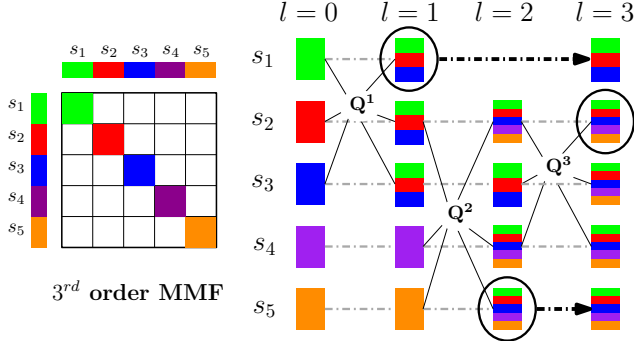 s₁ s₂ s₃ s₄ s₅
s₁
s₂
s₃
s₄
s₅
3ʳᵈ order MMF
l = 0 l = 1 l = 2 l = 3
s₁
Q¹
s₂
Q³
s₃
Q²
s₄
s₅